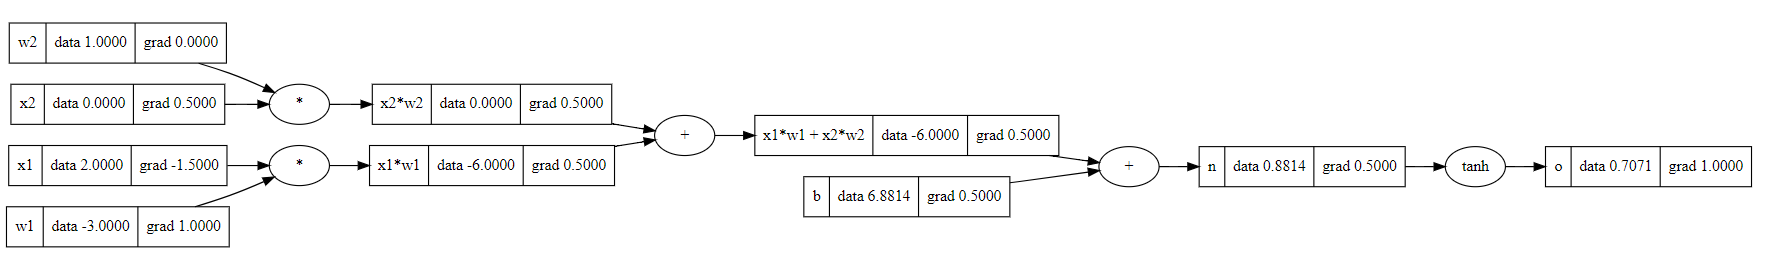 w2 data 1.0000 grad 0.0000
x2 data 0.0000 grad 0.5000
*
x2*w2 data 0.0000 grad 0.5000
x1 data 2.0000 grad -1.5000
*
x1*w1 data -6.0000 grad 0.5000
w1 data -3.0000 grad 1.0000
+
x1*w1 + x2*w2 data -6.0000 grad 0.5000
b data 6.8814 grad 0.5000
+
n data 0.8814 grad 0.5000
tanh
o data 0.7071 grad 1.0000